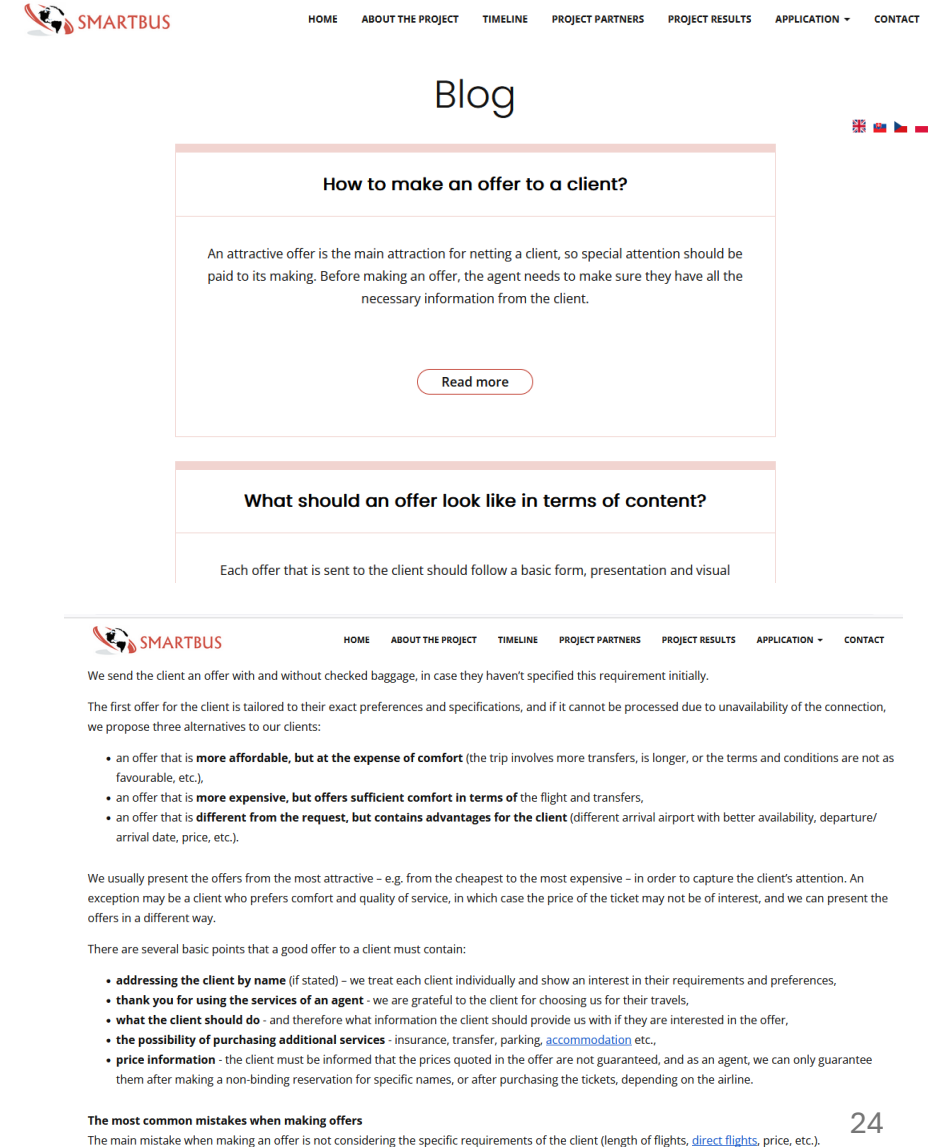 SMARTBUS
HOME ABOUT THE PROJECT TIMELINE PROJECT PARTNERS PROJECT RESULTS APPLICATION CONTACT
Blog
How to make an offer to a client?
An attractive offer is the main attraction for netting a client, so special attention should be
paid to its making. Before making an offer, the agent needs to make sure they have all the
necessary information from the client.
Read more
What should an offer look like in terms of content?
Each offer that is sent to the client should follow a basic form, presentation and visual
SMARTBUS
HOME ABOUT THE PROJECT TIMELINE PROJECT PARTNERS PROJECT RESULTS APPLICATION CONTACT
We send the client an offer with and without checked baggage, in case they haven’t specified this requirement initially.
The first offer for the client is tailored to their exact preferences and specifications, and if it cannot be processed due to unavailability of the connection,
we propose three alternatives to our clients:
• an offer that is more affordable, but at the expense of comfort (the trip involves more transfers, is longer, or the terms and conditions are not as
favourable, etc.),
• an offer that is more expensive, but offers sufficient comfort in terms of the flight and transfers,
• an offer that is different from the request, but contains advantages for the client (different arrival airport with better availability, departure/
arrival date, price, etc.).
We usually present the offers from the most attractive – e.g. from the cheapest to the most expensive – in order to capture the client’s attention. An
exception may be a client who prefers comfort and quality of service, in which case the price of the ticket may not be of interest, and we can present the
offers in a different way.
There are several basic points that a good offer to a client must contain:
• addressing the client by name (if stated) – we treat each client individually and show an interest in their requirements and preferences,
• thank you for using the services of an agent - we are grateful to the client for choosing us for their travels,
• what the client should do - and therefore what information the client should provide us with if they are interested in the offer,
• the possibility of purchasing additional services - insurance, transfer, parking, accommodation etc.,
• price information - the client must be informed that the prices quoted in the offer are not guaranteed, and as an agent, we can only guarantee
them after making a non-binding reservation for specific names, or after purchasing the tickets, depending on the airline.
The most common mistakes when making offers
24
The main mistake when making an offer is not considering the specific requirements of the client (length of flights, direct flights, price, etc.).